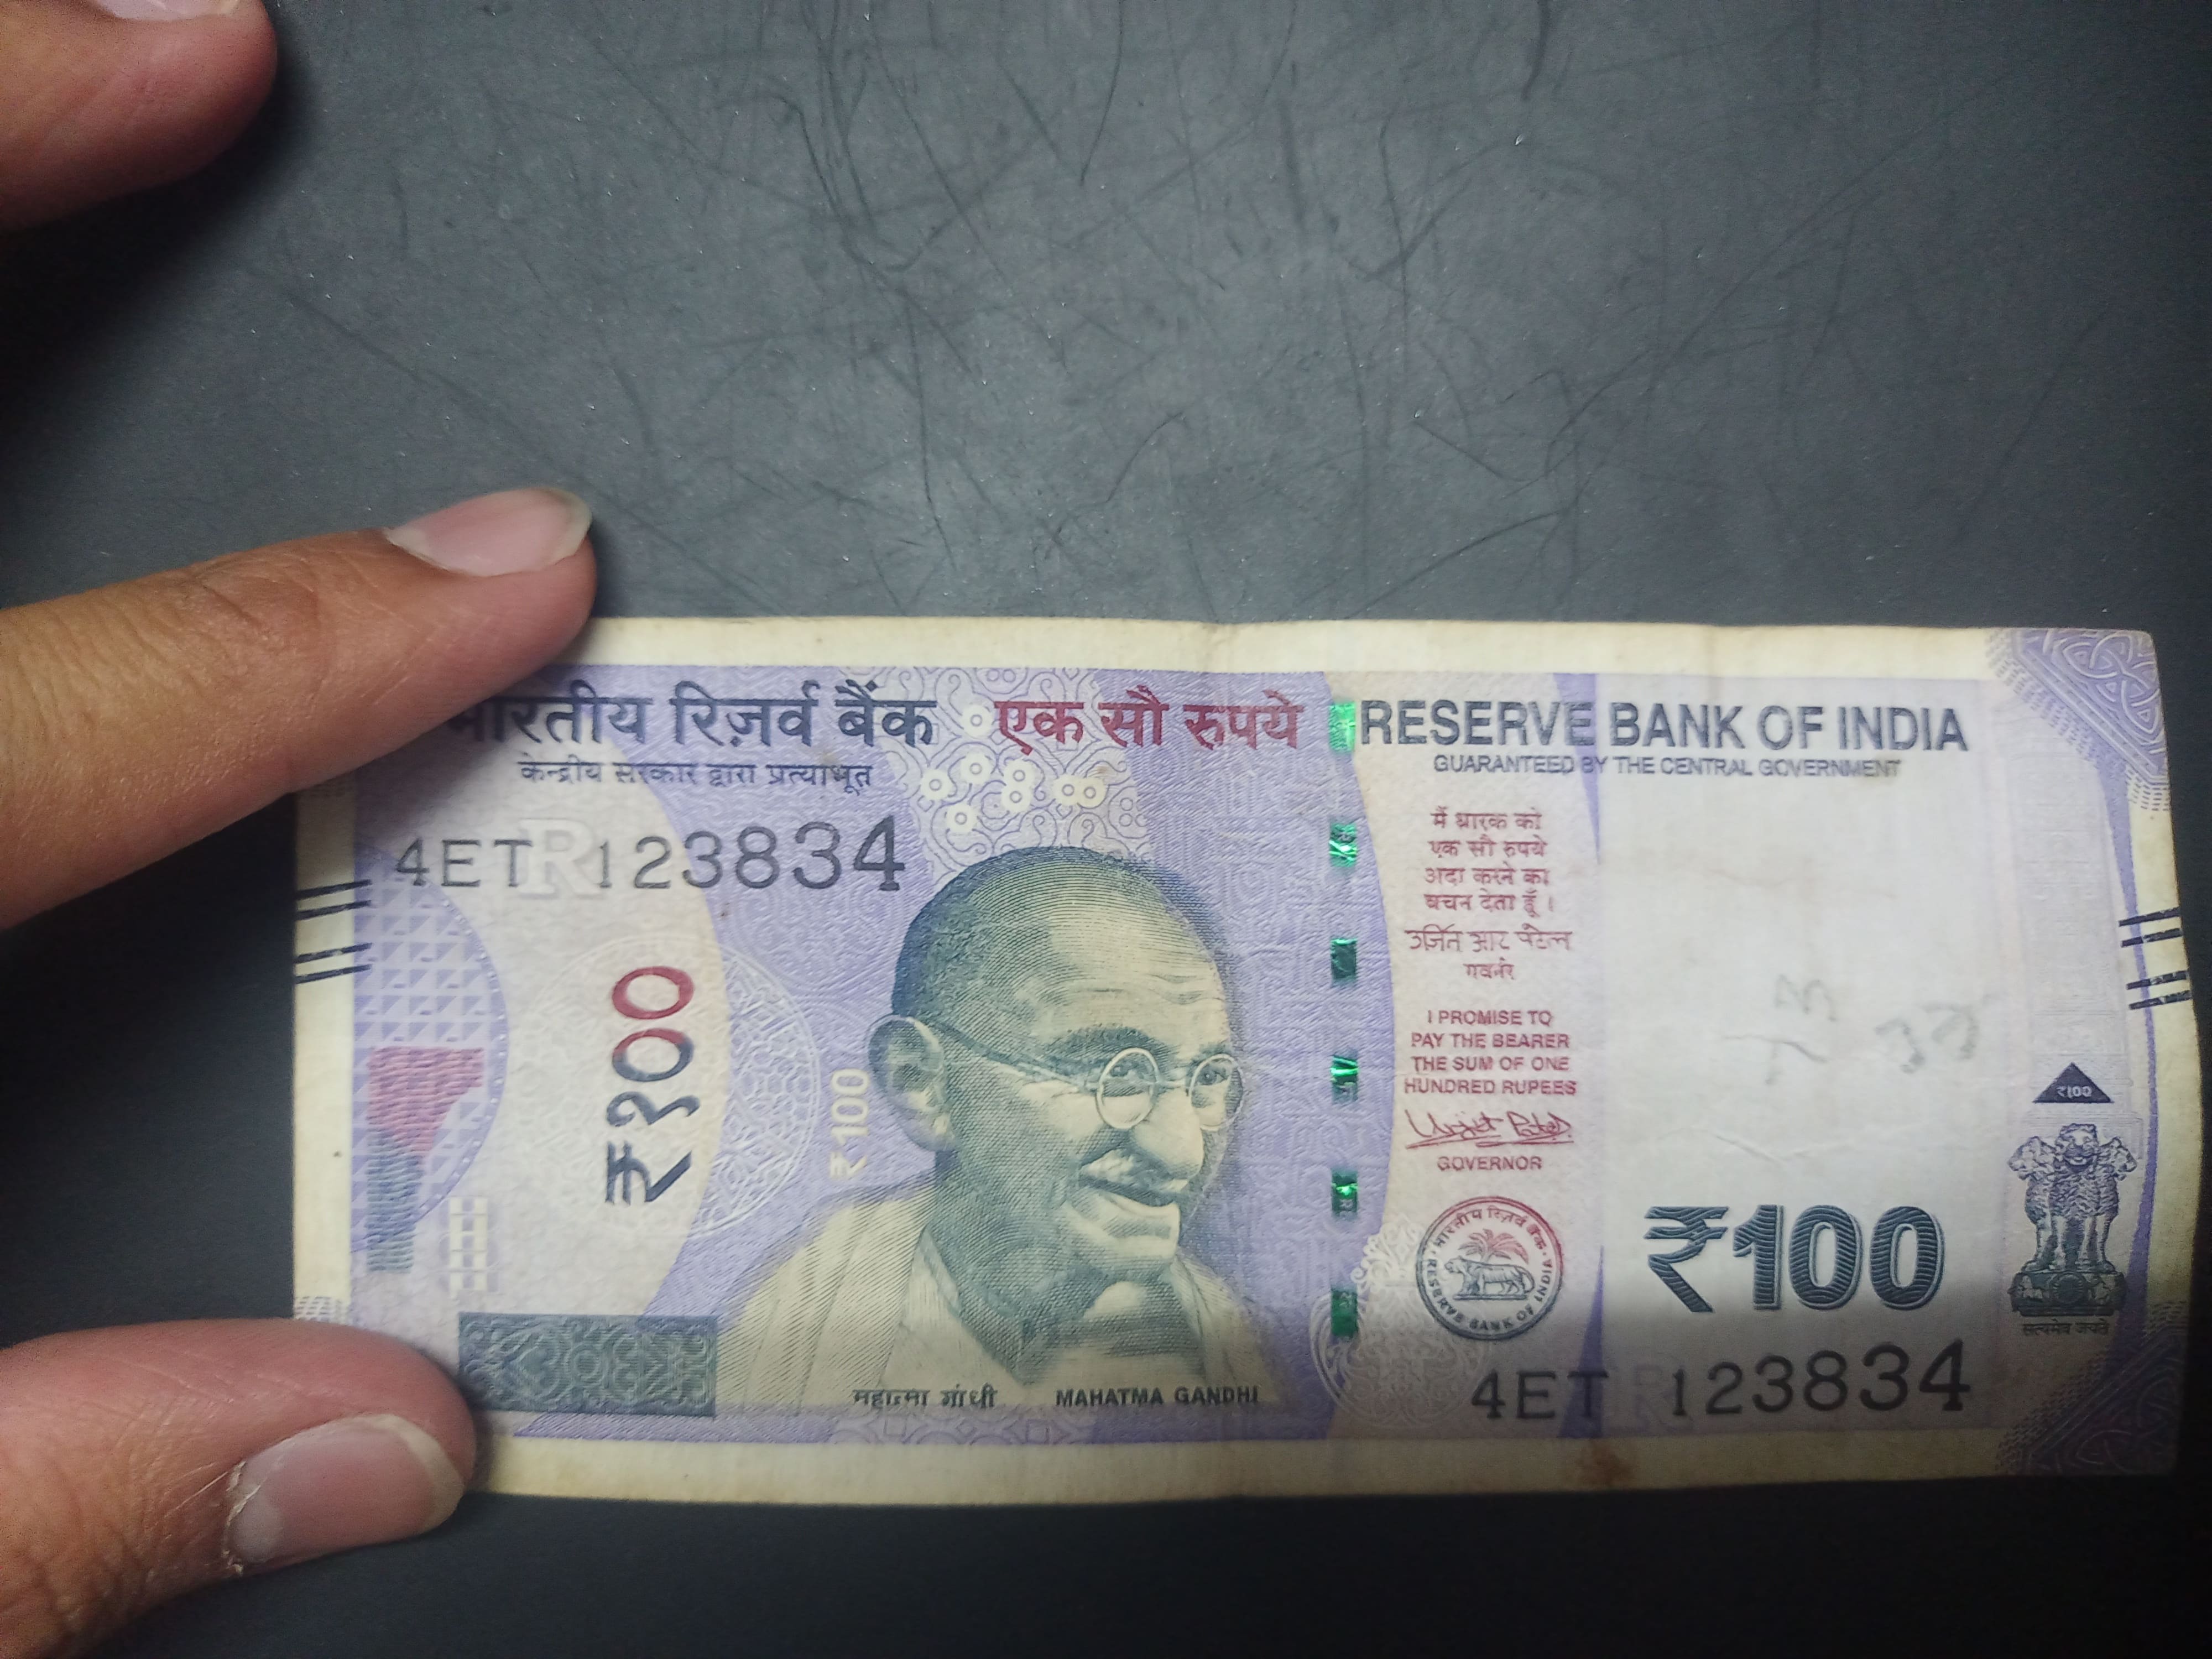 भारतीय रिज़र्व बैंक एक सौ रुपये RESERVE BANK OF INDIA
केन्द्रीय सरकार द्वारा प्रत्याभूत GUARANTEED BY THE CENTRAL GOVERNMENT
4ET R 123834
मैं धारक को
एक सौ रुपये
अदा करने का
वचन देता हूँ ।
उर्जित आर पटेल
गवर्नर
₹१००
₹100
I PROMISE TO
PAY THE BEARER
THE SUM OF ONE
HUNDRED RUPEES
Urjit Patel
GOVERNOR
₹100
भारतीय रिज़र्व बैंक
RESERVE BANK OF INDIA
₹100
सत्यमेव जयते
महात्मा गांधी MAHATMA GANDHI
4ET R 123834